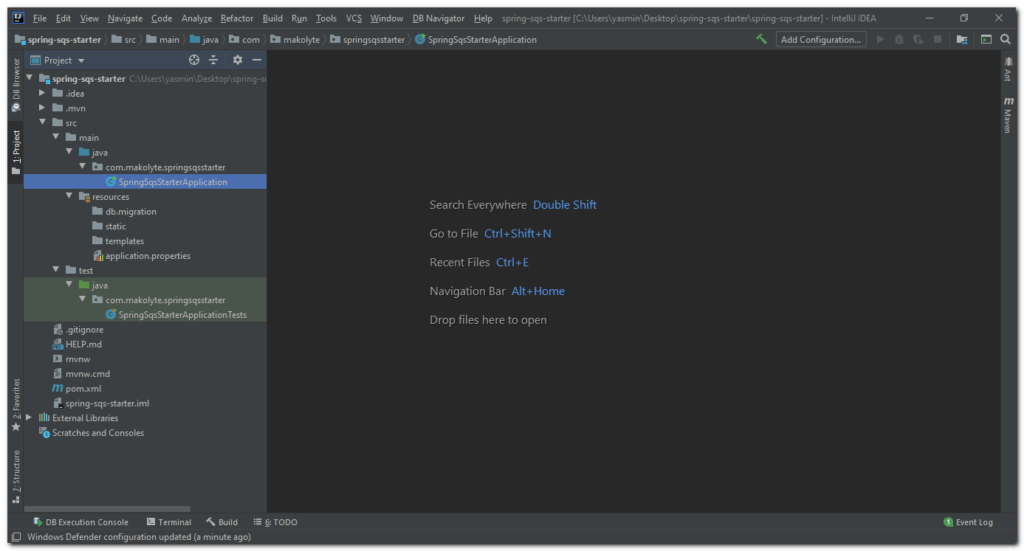 File Edit View Navigate Code Analyze Refactor Build Run Tools VCS Window DB Navigator Help spring-sqs-starter [C:\Users\yasmin\Desktop\spring-sqs-starter\spring-sqs-starter] - IntelliJ IDEA
spring-sqs-starter src main java com makolyte springsqsstarter SpringSqsStarterApplication Add Configuration...
Project
DB Browser
1: Project
2: Favorites
7: Structure
spring-sqs-starter C:\Users\yasmin\Desktop\spring-s
.idea
.mvn
src
main
java
com.makolyte.springsqsstarter
SpringSqsStarterApplication
resources
db.migration
static
templates
application.properties
test
java
com.makolyte.springsqsstarter
SpringSqsStarterApplicationTests
.gitignore
HELP.md
mvnw
mvnw.cmd
pom.xml
spring-sqs-starter.iml
External Libraries
Scratches and Consoles
Search Everywhere Double Shift
Go to File Ctrl+Shift+N
Recent Files Ctrl+E
Navigation Bar Alt+Home
Drop files here to open
Ant
m
Maven
DB Execution Console Terminal Build 6: TODO 1 Event Log
Windows Defender configuration updated (a minute ago)